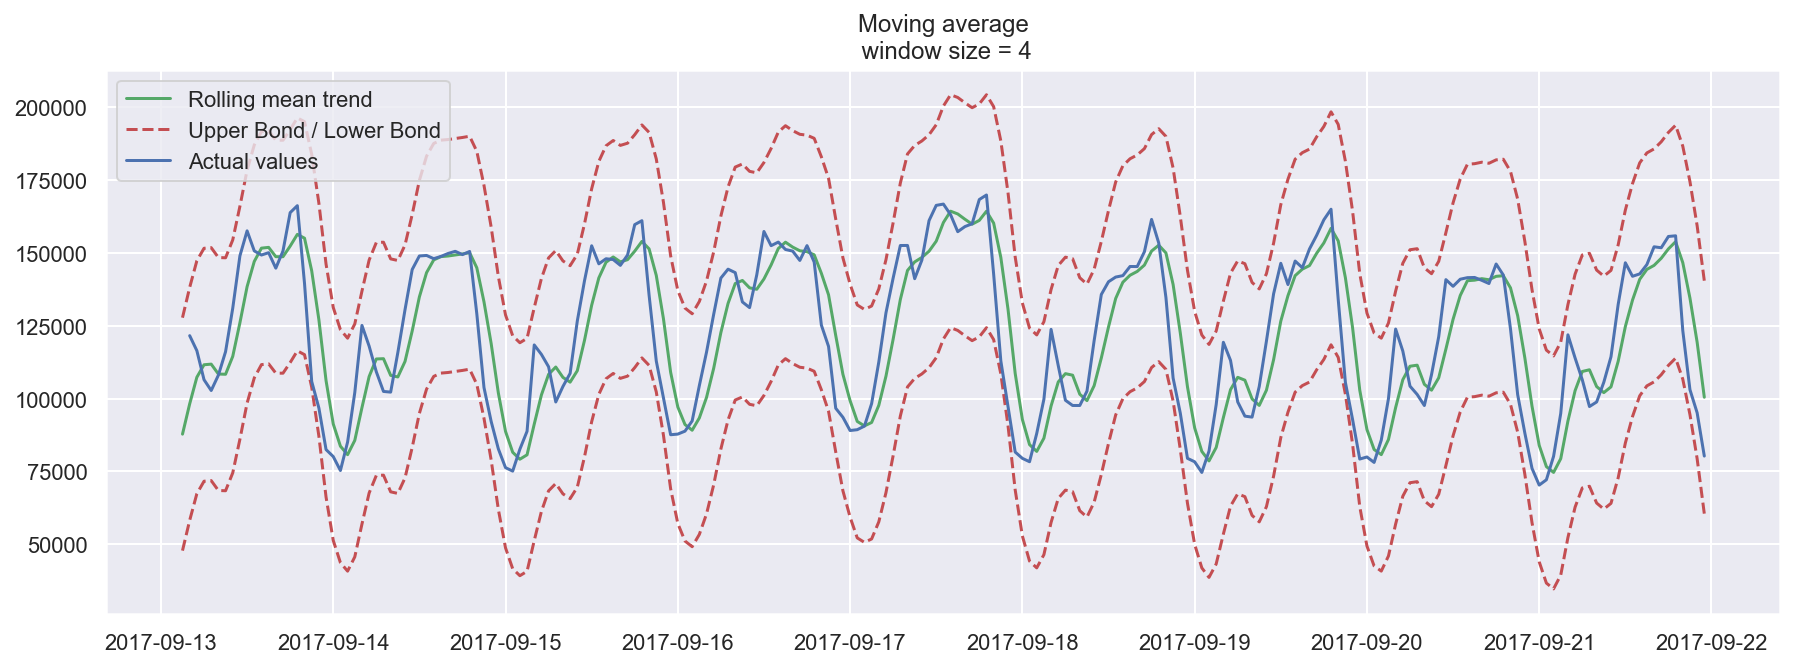 Moving average
window size = 4
Rolling mean trend
Upper Bond / Lower Bond
Actual values
200000
175000
150000
125000
100000
75000
50000
2017-09-13 2017-09-14 2017-09-15 2017-09-16 2017-09-17 2017-09-18 2017-09-19 2017-09-20 2017-09-21 2017-09-22